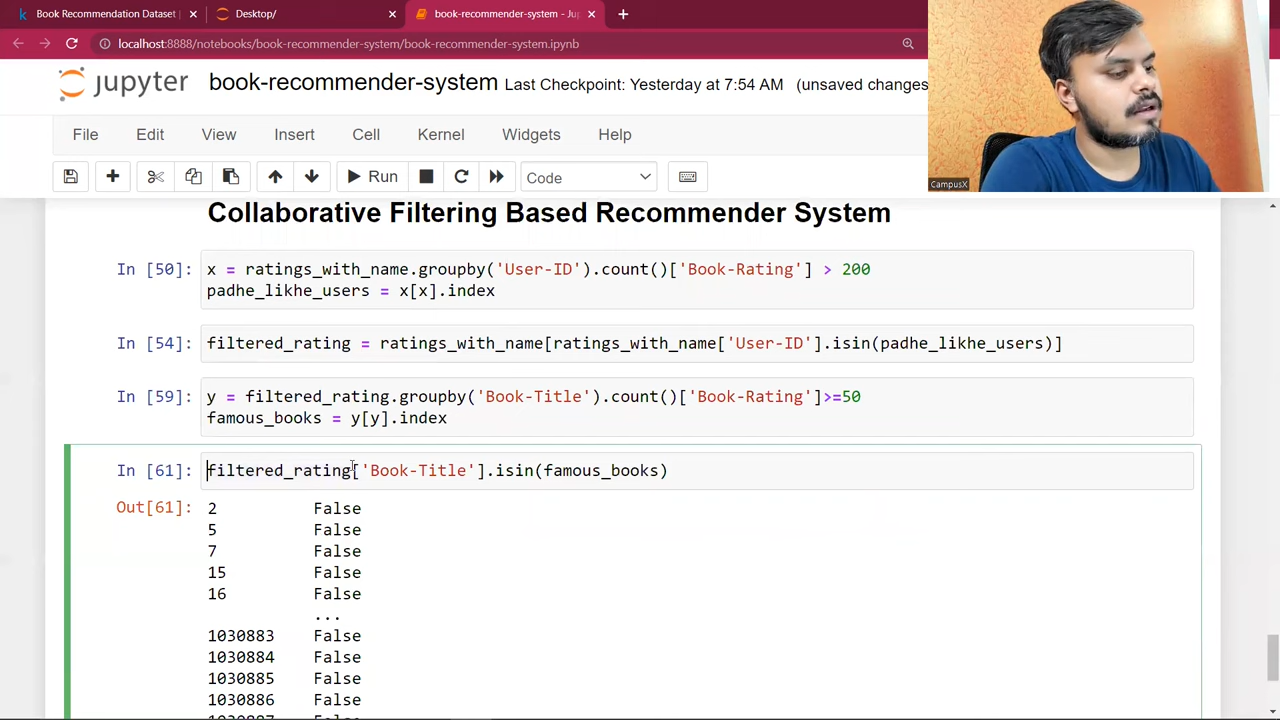 Book Recommendation Dataset
Desktop/
book-recommender-system - Ju
localhost:8888/notebooks/book-recommender-system/book-recommender-system.ipynb
jupyter book-recommender-system Last Checkpoint: Yesterday at 7:54 AM (unsaved changes
File Edit View Insert Cell Kernel Widgets Help
Run Code
CampusX
Collaborative Filtering Based Recommender System
In [50]: x = ratings_with_name.groupby('User-ID').count()['Book-Rating'] > 200
padhe_likhe_users = x[x].index
In [54]: filtered_rating = ratings_with_name[ratings_with_name['User-ID'].isin(padhe_likhe_users)]
In [59]: y = filtered_rating.groupby('Book-Title').count()['Book-Rating']>=50
famous_books = y[y].index
In [61]: filtered_rating['Book-Title'].isin(famous_books)
Out[61]: 2 False
5 False
7 False
15 False
16 False
...
1030883 False
1030884 False
1030885 False
1030886 False
1030887 False